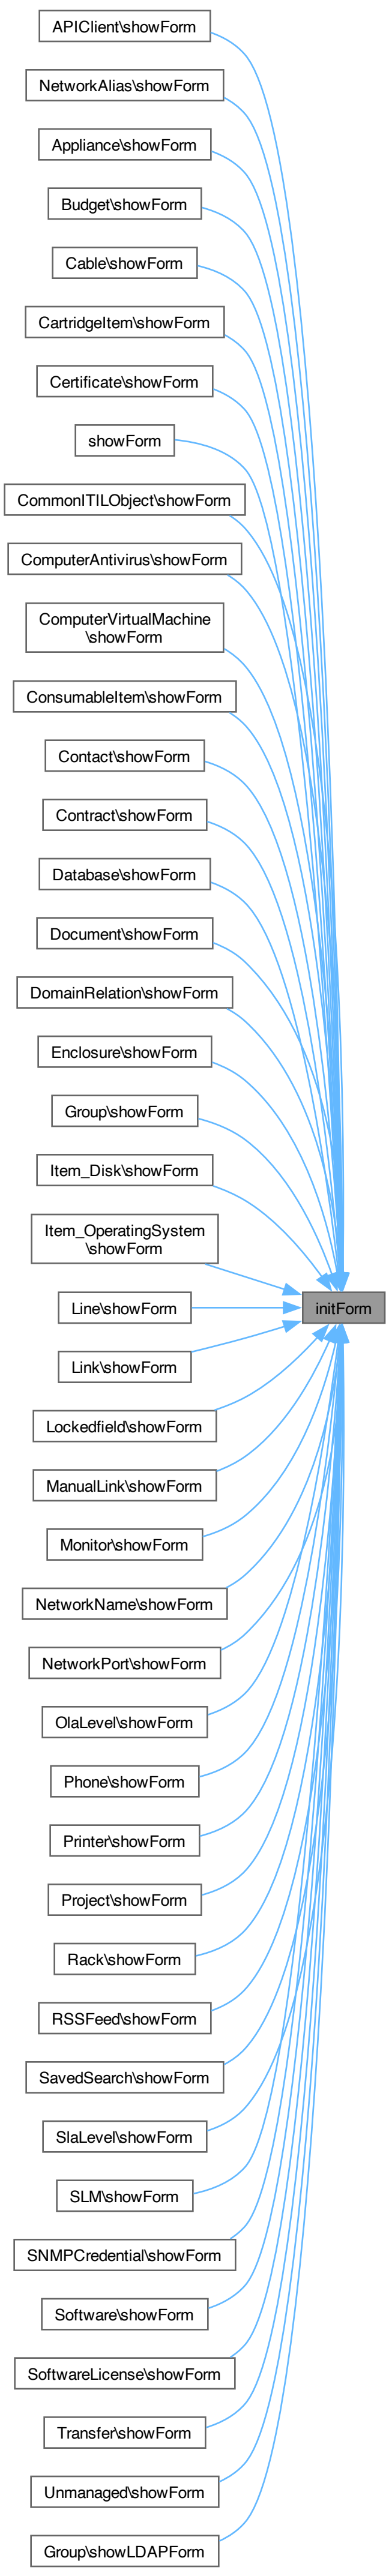 APIClient\showForm
NetworkAlias\showForm
Appliance\showForm
Budget\showForm
Cable\showForm
CartridgeItem\showForm
Certificate\showForm
showForm
CommonITILObject\showForm
ComputerAntivirus\showForm
ComputerVirtualMachine
\showForm
ConsumableItem\showForm
Contact\showForm
Contract\showForm
Database\showForm
Document\showForm
DomainRelation\showForm
Enclosure\showForm
Group\showForm
Item_Disk\showForm
Item_OperatingSystem
\showForm
initForm
Line\showForm
Link\showForm
Lockedfield\showForm
ManualLink\showForm
Monitor\showForm
NetworkName\showForm
NetworkPort\showForm
OlaLevel\showForm
Phone\showForm
Printer\showForm
Project\showForm
Rack\showForm
RSSFeed\showForm
SavedSearch\showForm
SlaLevel\showForm
SLM\showForm
SNMPCredential\showForm
Software\showForm
SoftwareLicense\showForm
Transfer\showForm
Unmanaged\showForm
Group\showLDAPForm